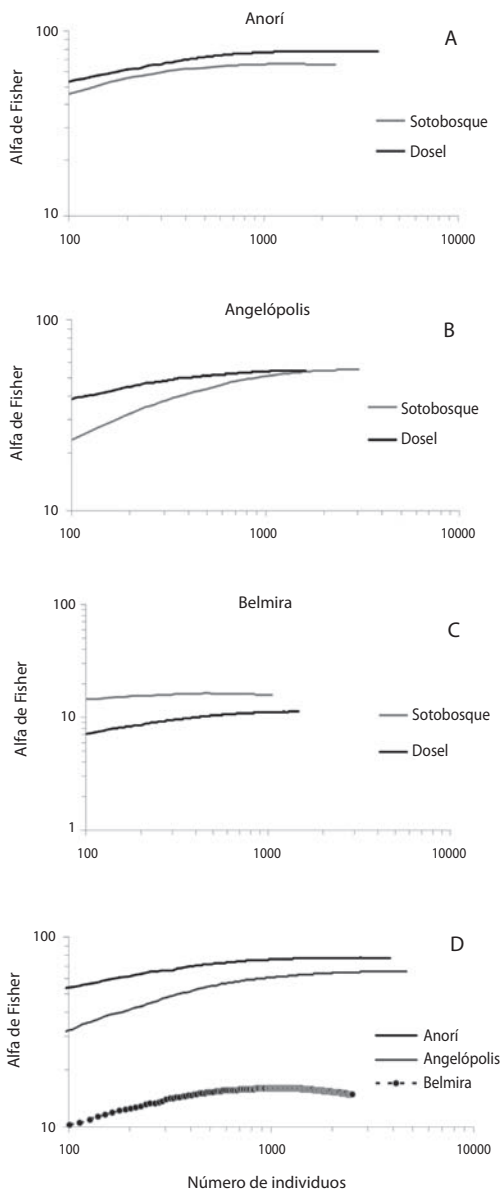 Anorí
A
100
Alfa de Fisher
Sotobosque
Dosel
10
100
1000
10000
Angelópolis
B
100
Alfa de Fisher
Sotobosque
Dosel
10
100
1000
10000
Belmira
C
100
Alfa de Fisher
10
Sotobosque
Dosel
1
100
1000
10000
D
100
Alfa de Fisher
Anorí
Angelópolis
Belmira
10
100
1000
10000
Número de individuos